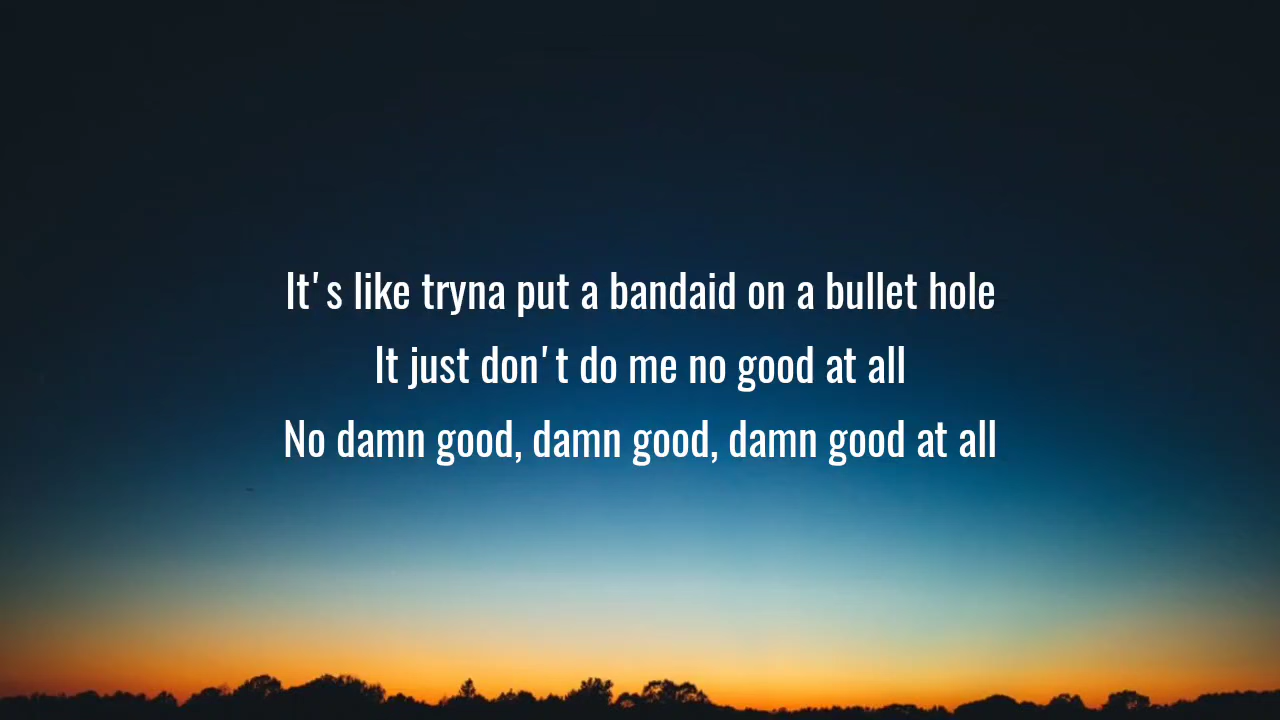 It's like tryna put a bandaid on a bullet hole
It just don't do me no good at all
No damn good, damn good, damn good at all